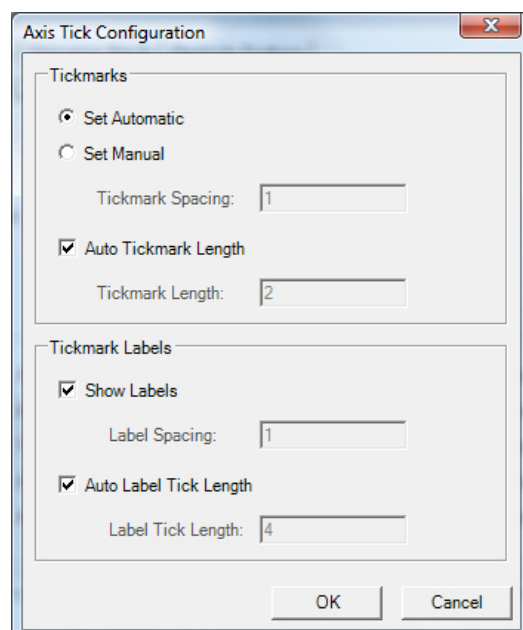 Axis Tick Configuration
Tickmarks
Set Automatic
Set Manual
Tickmark Spacing: 1
Auto Tickmark Length
Tickmark Length: 2
Tickmark Labels
Show Labels
Label Spacing: 1
Auto Label Tick Length
Label Tick Length: 4
OK Cancel